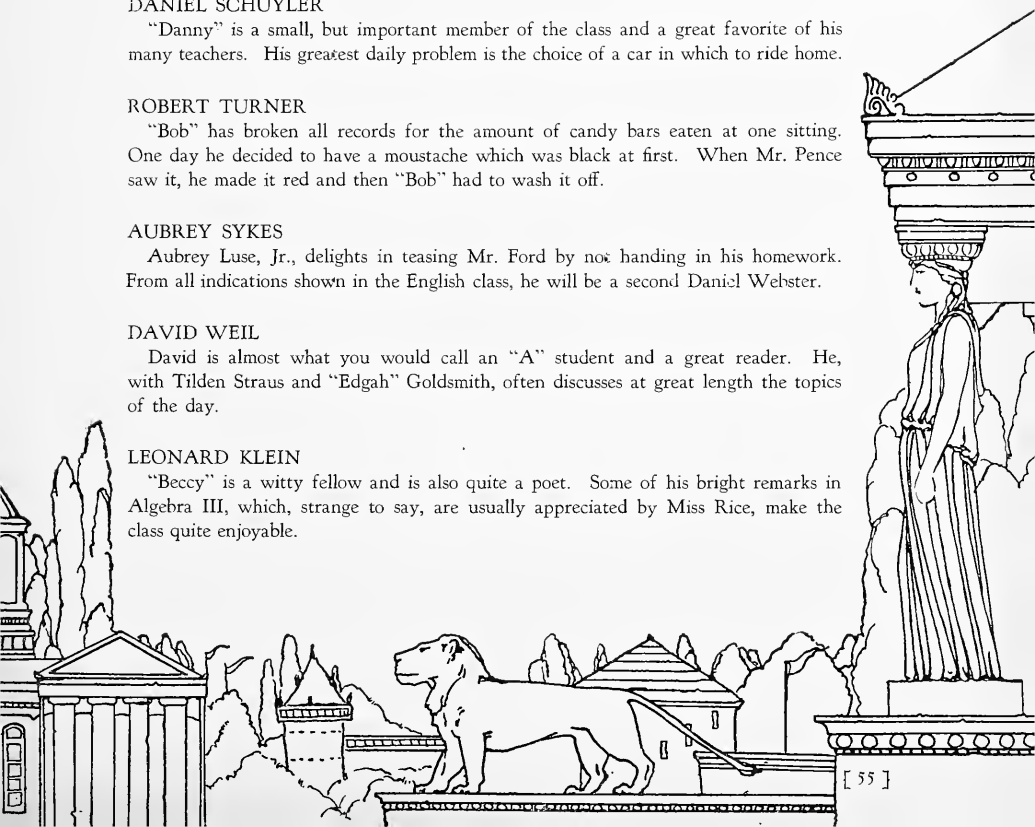 DANIEL SCHUYLER
"Danny" is a small, but important member of the class and a great favorite of his
many teachers. His greatest daily problem is the choice of a car in which to ride home.
ROBERT TURNER
"Bob" has broken all records for the amount of candy bars eaten at one sitting.
One day he decided to have a moustache which was black at first. When Mr. Pence
saw it, he made it red and then "Bob" had to wash it off.
AUBREY SYKES
Aubrey Luse, Jr., delights in teasing Mr. Ford by not handing in his homework.
From all indications shown in the English class, he will be a second Daniel Webster.
DAVID WEIL
David is almost what you would call an "A" student and a great reader. He,
with Tilden Straus and "Edgah" Goldsmith, often discusses at great length the topics
of the day.
LEONARD KLEIN
"Beccy" is a witty fellow and is also quite a poet. Some of his bright remarks in
Algebra III, which, strange to say, are usually appreciated by Miss Rice, make the
class quite enjoyable.
[ 55 ]